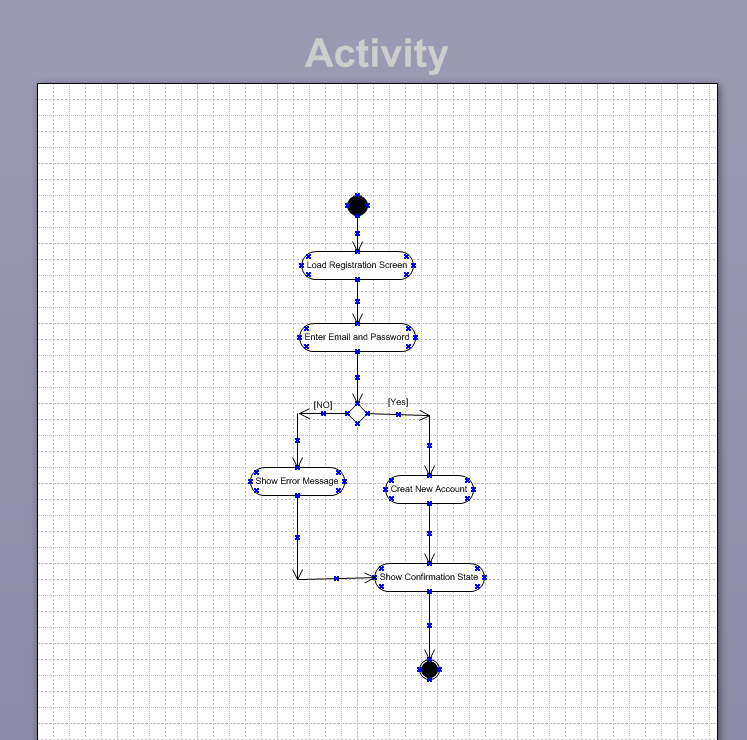 Activity
Load Registration Screen
Enter Email and Password
[NO]
[Yes]
Show Error Message
Creat New Account
Show Confirmation State